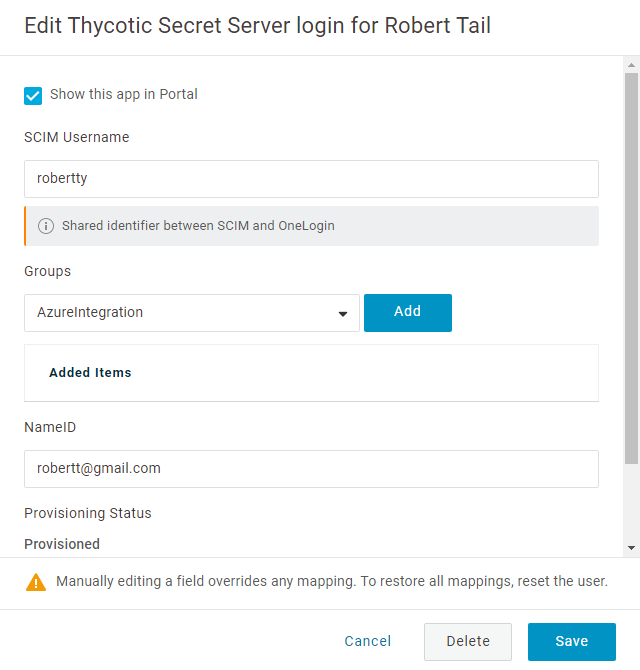 Edit Thycotic Secret Server login for Robert Tail
Show this app in Portal
SCIM Username
robertty
Shared identifier between SCIM and OneLogin
Groups
AzureIntegration
Add
Added Items
NameID
robertt@gmail.com
Provisioning Status
Provisioned
Manually editing a field overrides any mapping. To restore all mappings, reset the user.
Cancel Delete Save